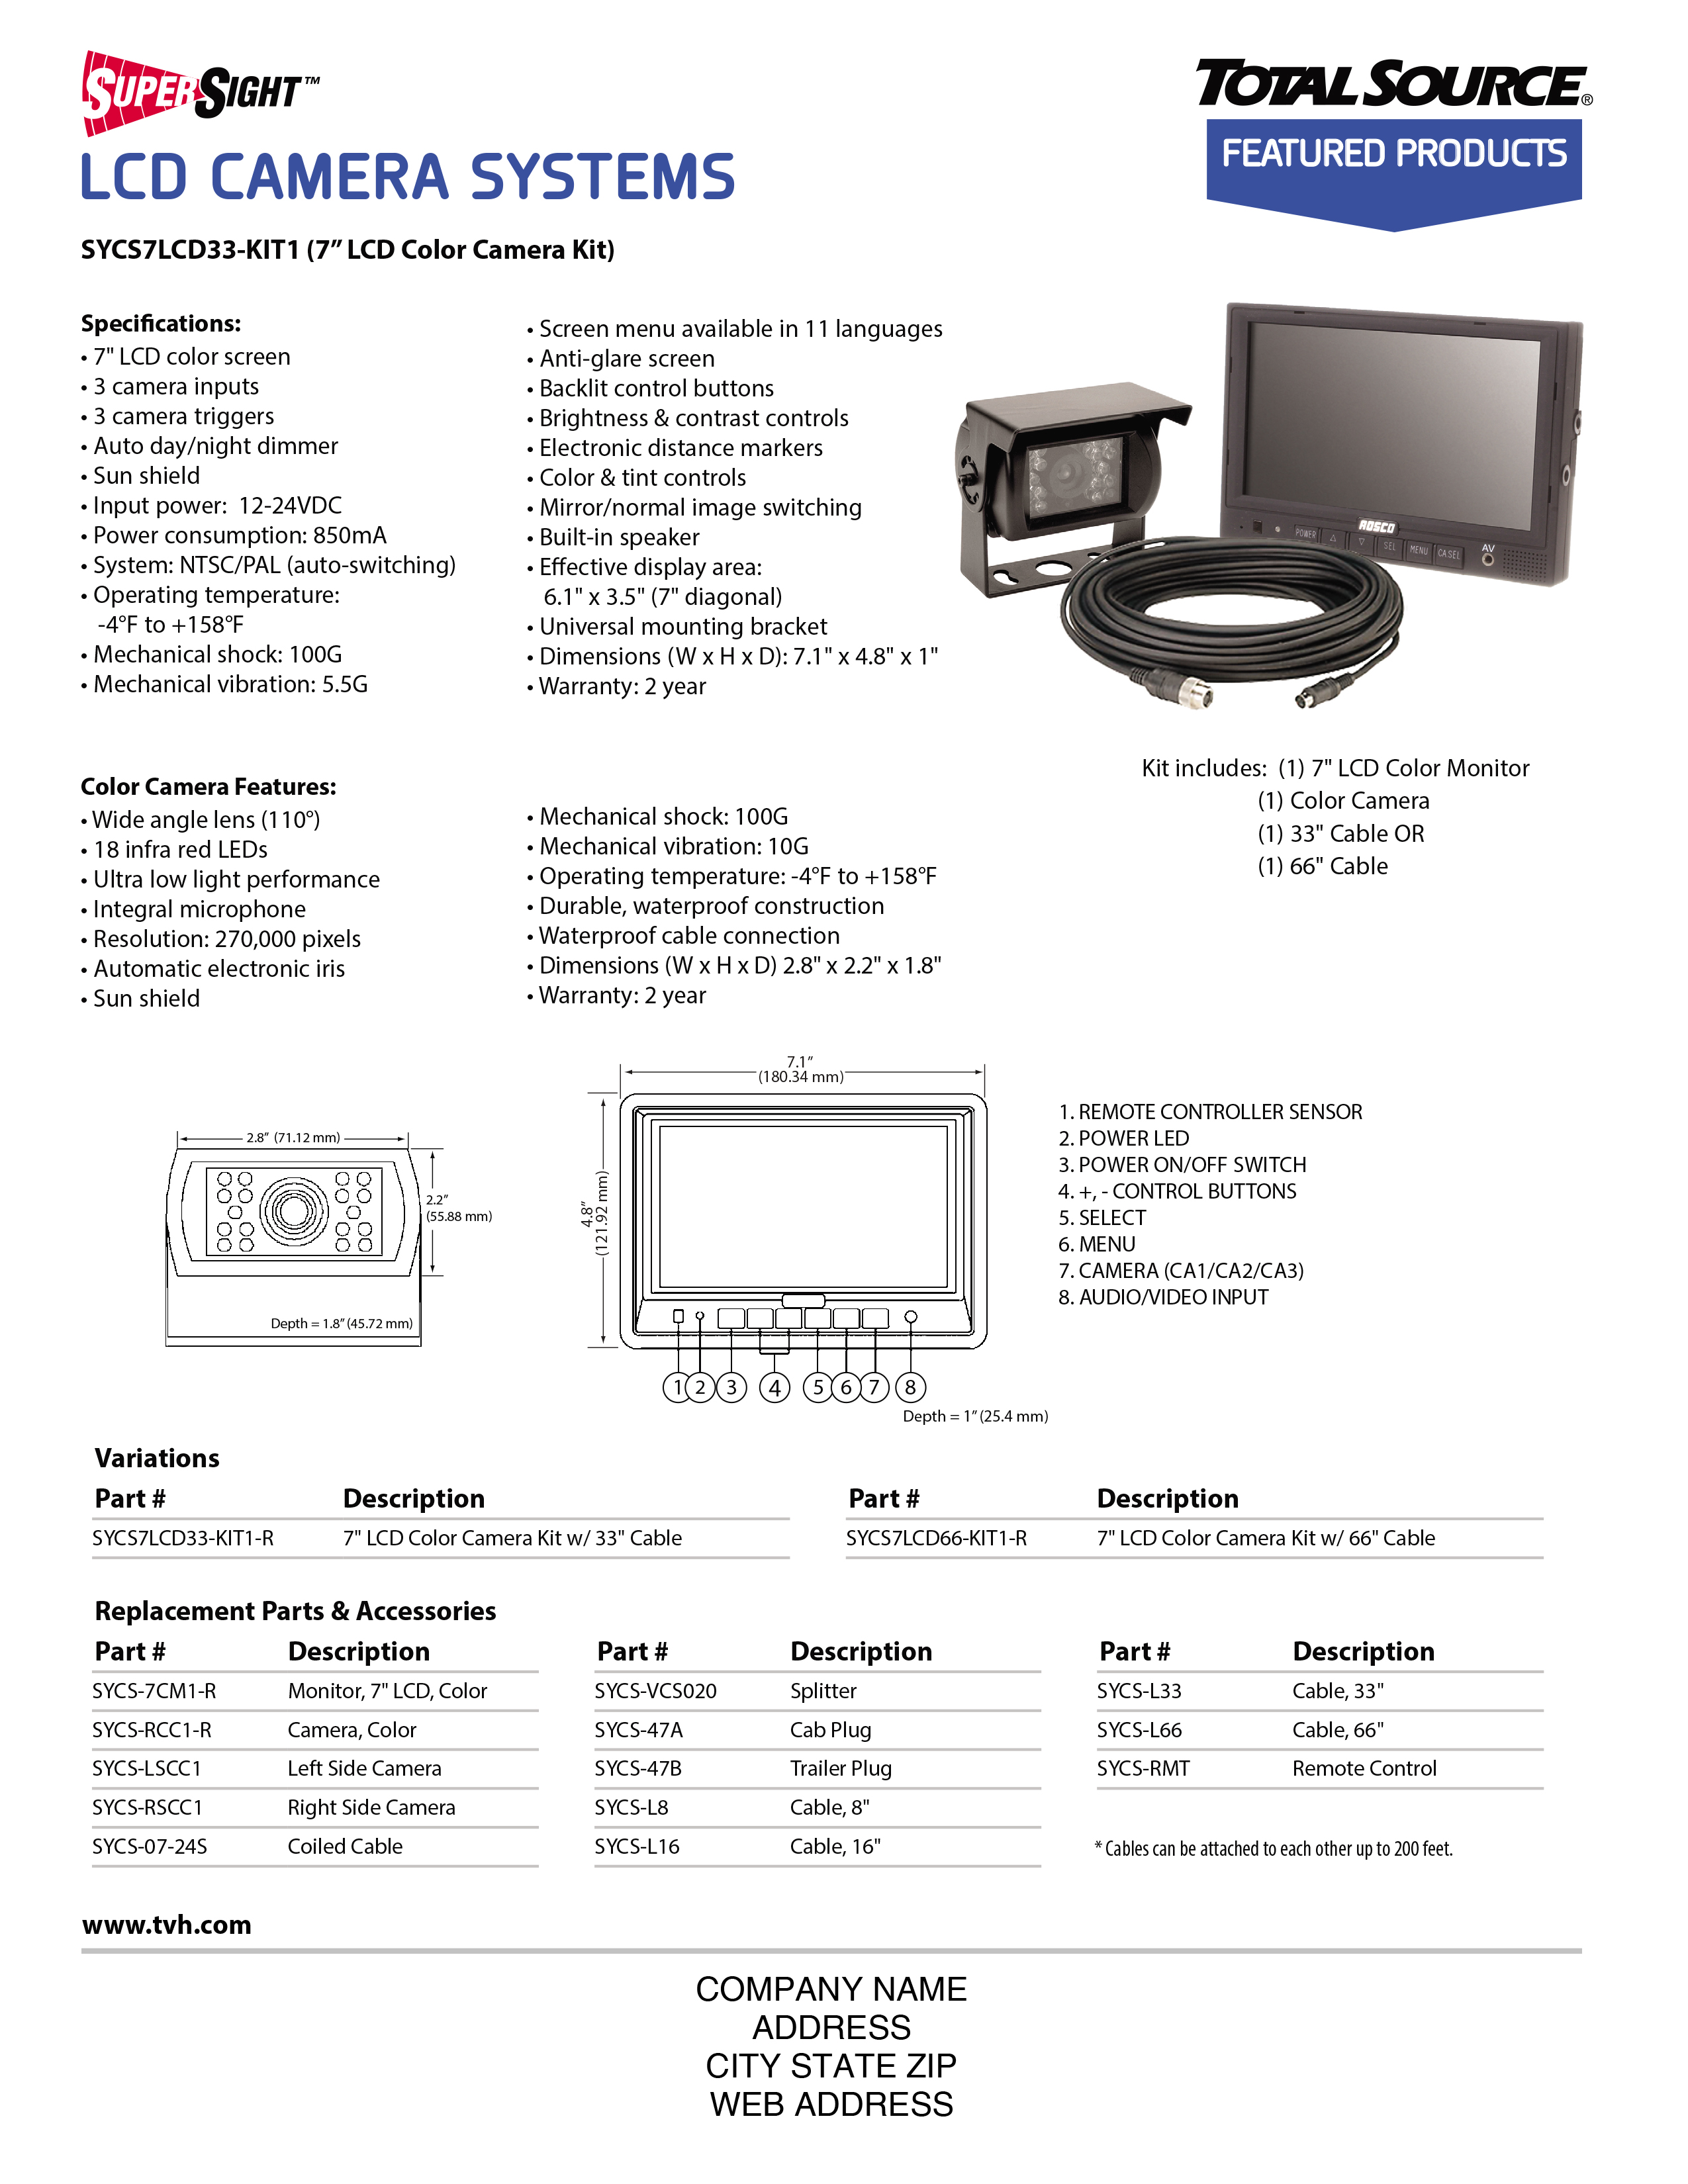 SUPERSIGHT™
TOTALSOURCE®
FEATURED PRODUCTS
LCD CAMERA SYSTEMS
SYCS7LCD33-KIT1 (7” LCD Color Camera Kit)
Specifications:
• 7" LCD color screen
• 3 camera inputs
• 3 camera triggers
• Auto day/night dimmer
• Sun shield
• Input power:  12-24VDC
• Power consumption: 850mA
• System: NTSC/PAL (auto-switching)
• Operating temperature:
-4°F to +158°F
• Mechanical shock: 100G
• Mechanical vibration: 5.5G
• Screen menu available in 11 languages
• Anti-glare screen
• Backlit control buttons
• Brightness & contrast controls
• Electronic distance markers
• Color & tint controls
• Mirror/normal image switching
• Built-in speaker
• Effective display area:
6.1" x 3.5" (7" diagonal)
• Universal mounting bracket
• Dimensions (W x H x D): 7.1" x 4.8" x 1"
• Warranty: 2 year
ROSCO
POWER
SEL
MENU
CA.SEL
AV
Kit includes:  (1) 7" LCD Color Monitor
(1) Color Camera
(1) 33" Cable OR
(1) 66" Cable
Color Camera Features:
• Wide angle lens (110°)
• 18 infra red LEDs
• Ultra low light performance
• Integral microphone
• Resolution: 270,000 pixels
• Automatic electronic iris
• Sun shield
• Mechanical shock: 100G
• Mechanical vibration: 10G
• Operating temperature: -4°F to +158°F
• Durable, waterproof construction
• Waterproof cable connection
• Dimensions (W x H x D) 2.8" x 2.2" x 1.8"
• Warranty: 2 year
2.8” (71.12 mm)
2.2”
(55.88 mm)
Depth = 1.8” (45.72 mm)
7.1”
(180.34 mm)
4.8”
(121.92 mm)
1 2 3 4 5 6 7 8
Depth = 1” (25.4 mm)
1. REMOTE CONTROLLER SENSOR
2. POWER LED
3. POWER ON/OFF SWITCH
4. +, - CONTROL BUTTONS
5. SELECT
6. MENU
7. CAMERA (CA1/CA2/CA3)
8. AUDIO/VIDEO INPUT
Variations
Part # Description
SYCS7LCD33-KIT1-R 7" LCD Color Camera Kit w/ 33" Cable
Part # Description
SYCS7LCD66-KIT1-R 7" LCD Color Camera Kit w/ 66" Cable
Replacement Parts & Accessories
Part # Description
SYCS-7CM1-R Monitor, 7" LCD, Color
SYCS-RCC1-R Camera, Color
SYCS-LSCC1 Left Side Camera
SYCS-RSCC1 Right Side Camera
SYCS-07-24S Coiled Cable
Part # Description
SYCS-VCS020 Splitter
SYCS-47A Cab Plug
SYCS-47B Trailer Plug
SYCS-L8 Cable, 8"
SYCS-L16 Cable, 16"
Part # Description
SYCS-L33 Cable, 33"
SYCS-L66 Cable, 66"
SYCS-RMT Remote Control
* Cables can be attached to each other up to 200 feet.
www.tvh.com
COMPANY NAME
ADDRESS
CITY STATE ZIP
WEB ADDRESS